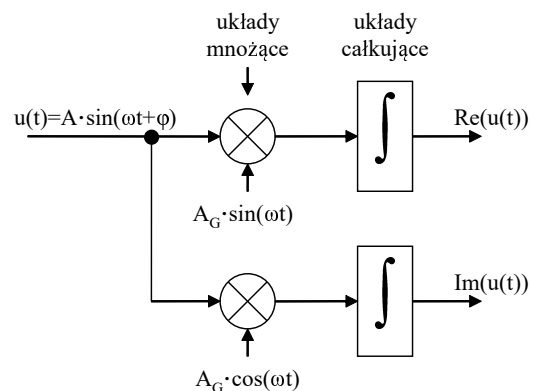 układy
mnożące
układy
całkujące
u(t)=A·sin(ωt+φ)
∫
Re(u(t))
A_G·sin(ωt)
∫
Im(u(t))
A_G·cos(ωt)